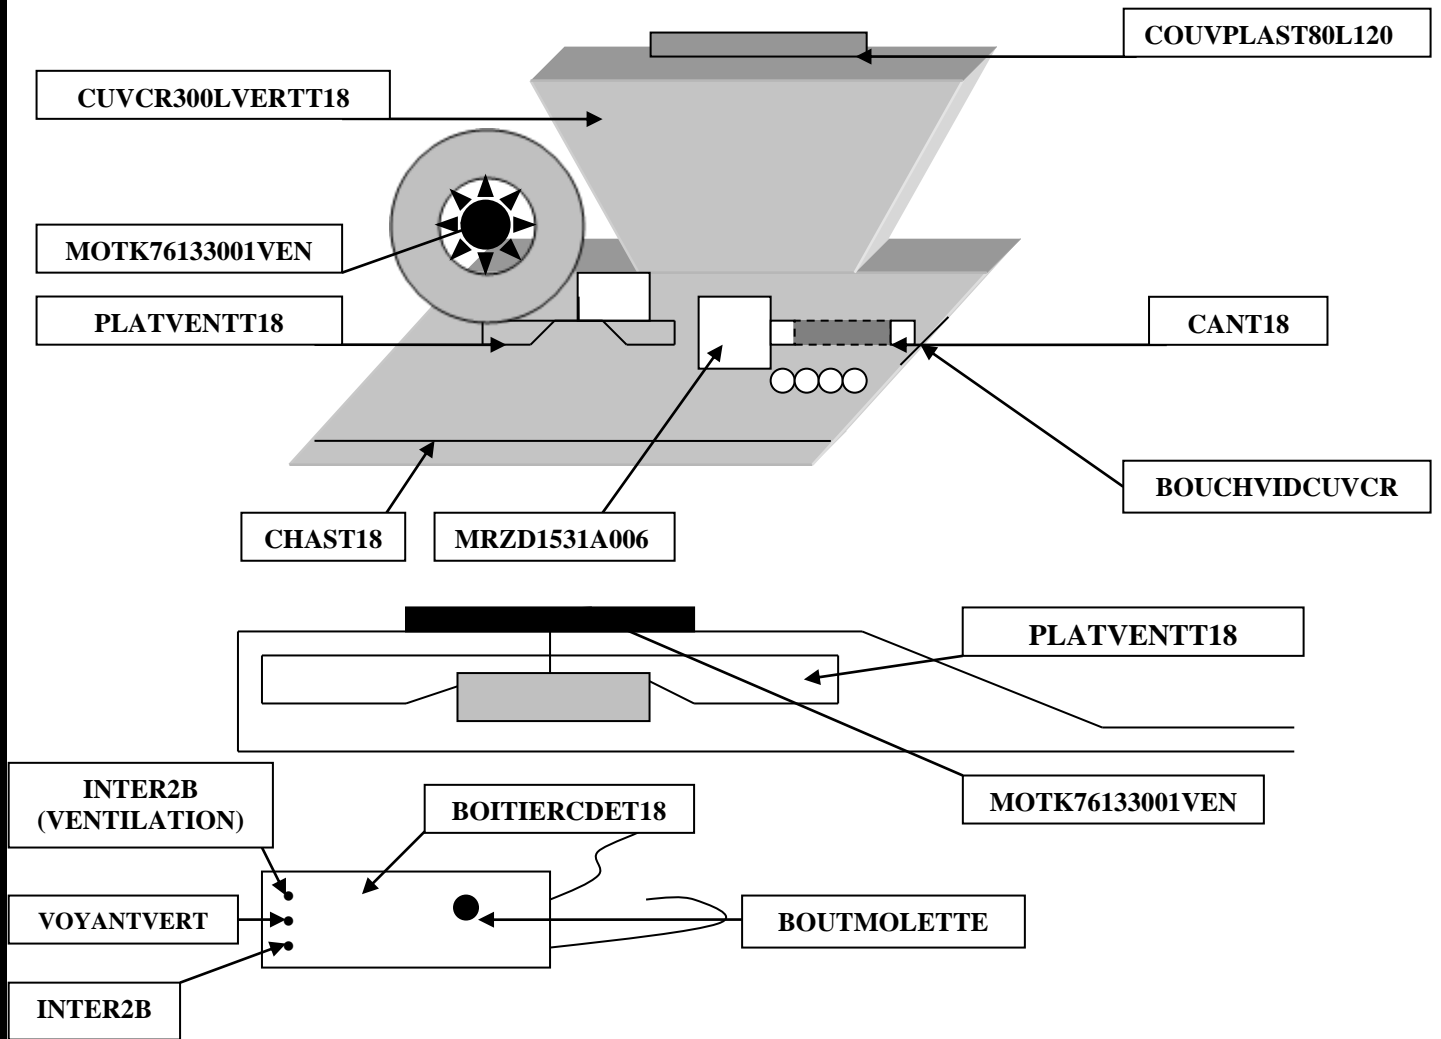 COUVPLAST80L120
CUVCR300LVERTT18
MOTK76133001VEN
PLATVENTT18
CANT18
BOUCHVIDCUVCR
CHAST18
MRZD1531A006
PLATVENTT18
MOTK76133001VEN
INTER2B
(VENTILATION)
BOITIERCDET18
VOYANTVERT
BOUTMOLETTE
INTER2B